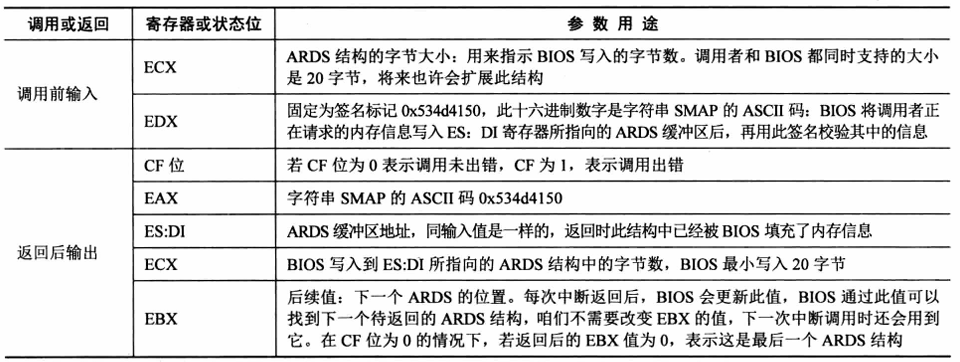 调用或返回 寄存器或状态位 参 数 用 途
调用前输入
ECX
ARDS 结构的字节大小：用来指示 BIOS 写入的字节数。调用者和 BIOS 都同时支持的大小
是 20 字节，将来也许会扩展此结构
EDX
固定为签名标记 0x534d4150，此十六进制数字是字符串 SMAP 的 ASCII 码：BIOS 将调用者正
在请求的内存信息写入 ES：DI 寄存器所指向的 ARDS 缓冲区后，再用此签名校验其中的信息
返回后输出
CF 位
若 CF 位为 0 表示调用未出错，CF 为 1，表示调用出错
EAX
字符串 SMAP 的 ASCII 码 0x534d4150
ES:DI
ARDS 缓冲区地址，同输入值是一样的，返回时此结构中已经被 BIOS 填充了内存信息
ECX
BIOS 写入到 ES:DI 所指向的 ARDS 结构中的字节数，BIOS 最小写入 20 字节
EBX
后续值：下一个 ARDS 的位置。每次中断返回后，BIOS 会更新此值，BIOS 通过此值可以
找到下一个待返回的 ARDS 结构，咱们不需要改变 EBX 的值，下一次中断调用时还会用到
它。在 CF 位为 0 的情况下，若返回后的 EBX 值为 0，表示这是最后一个 ARDS 结构